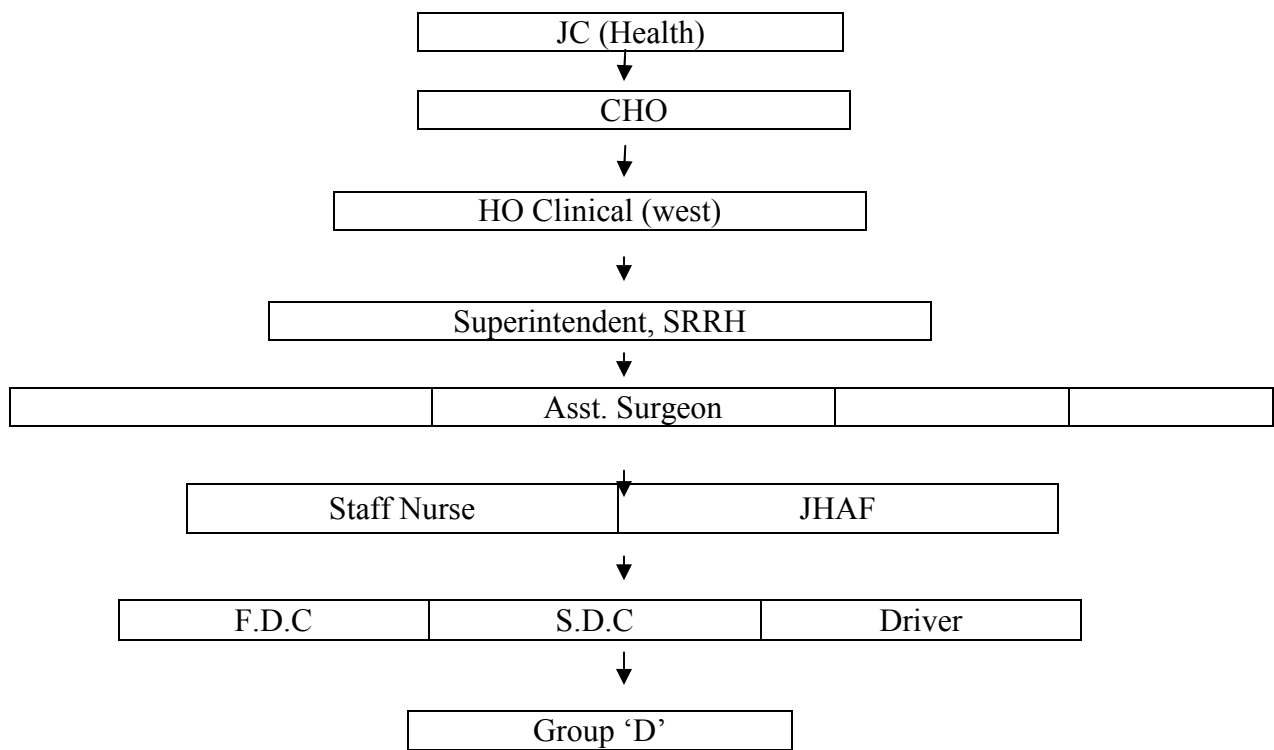 JC (Health)
CHO
HO Clinical (west)
Superintendent, SRRH
Asst. Surgeon
Staff Nurse JHAF
F.D.C S.D.C Driver
Group ‘D’